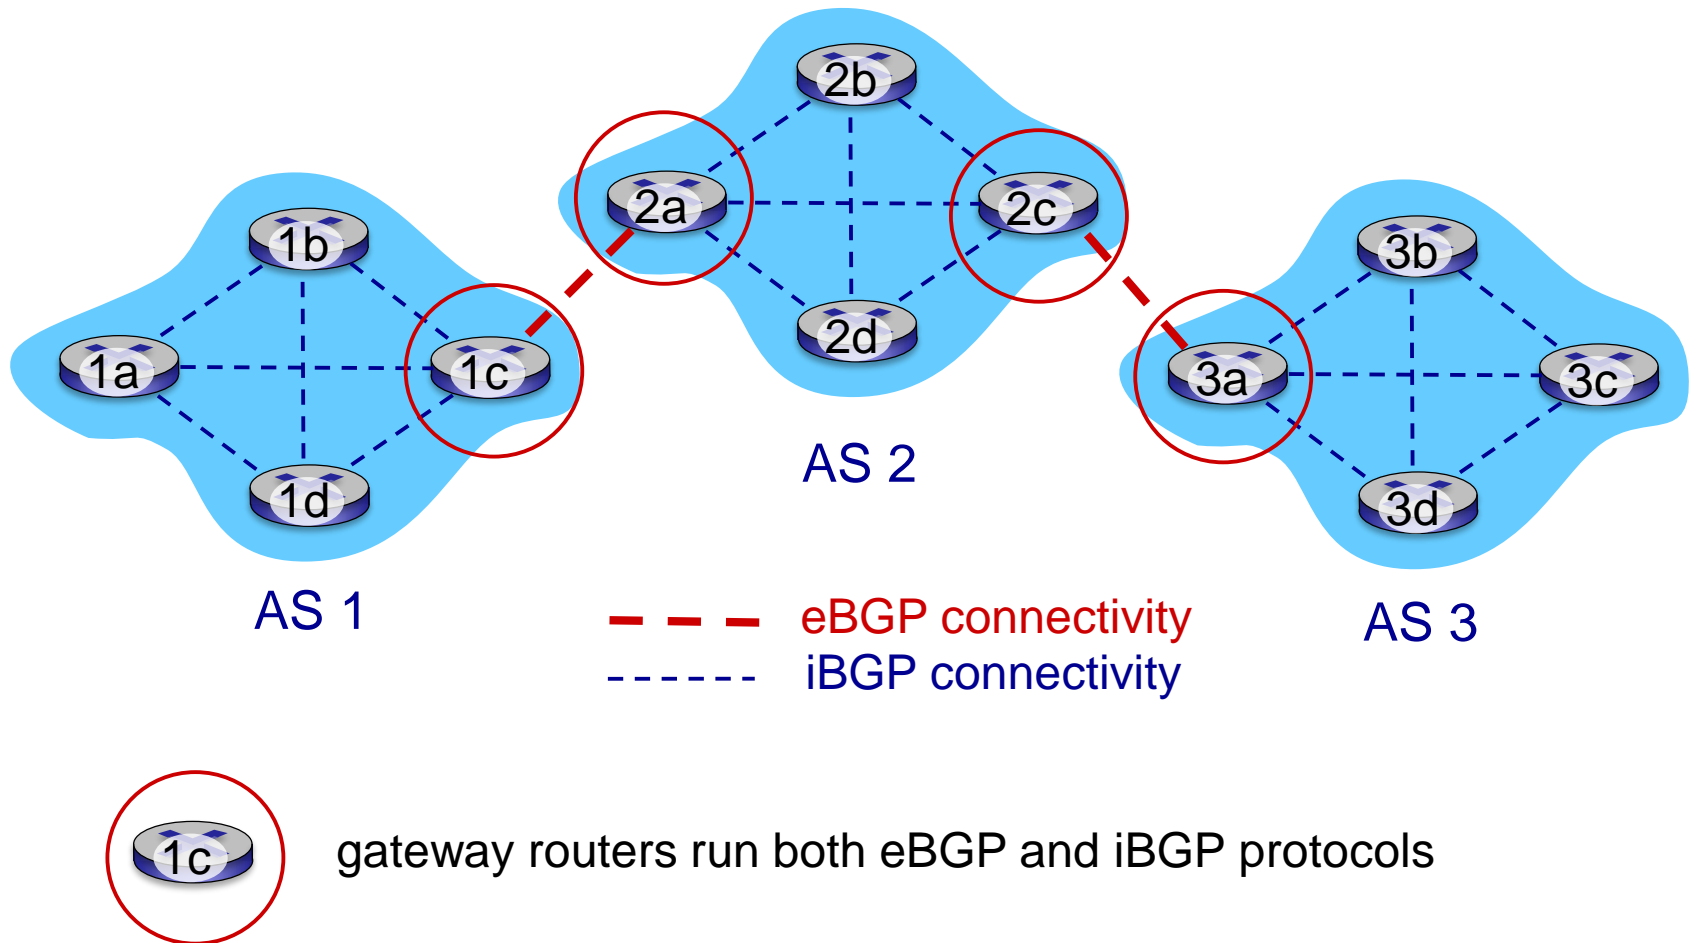 2b
2a
2c
2d
1b
1a
1c
1d
3b
3a
3c
3d
AS 2
AS 1
AS 3
eBGP connectivity
iBGP connectivity
1c
gateway routers run both eBGP and iBGP protocols